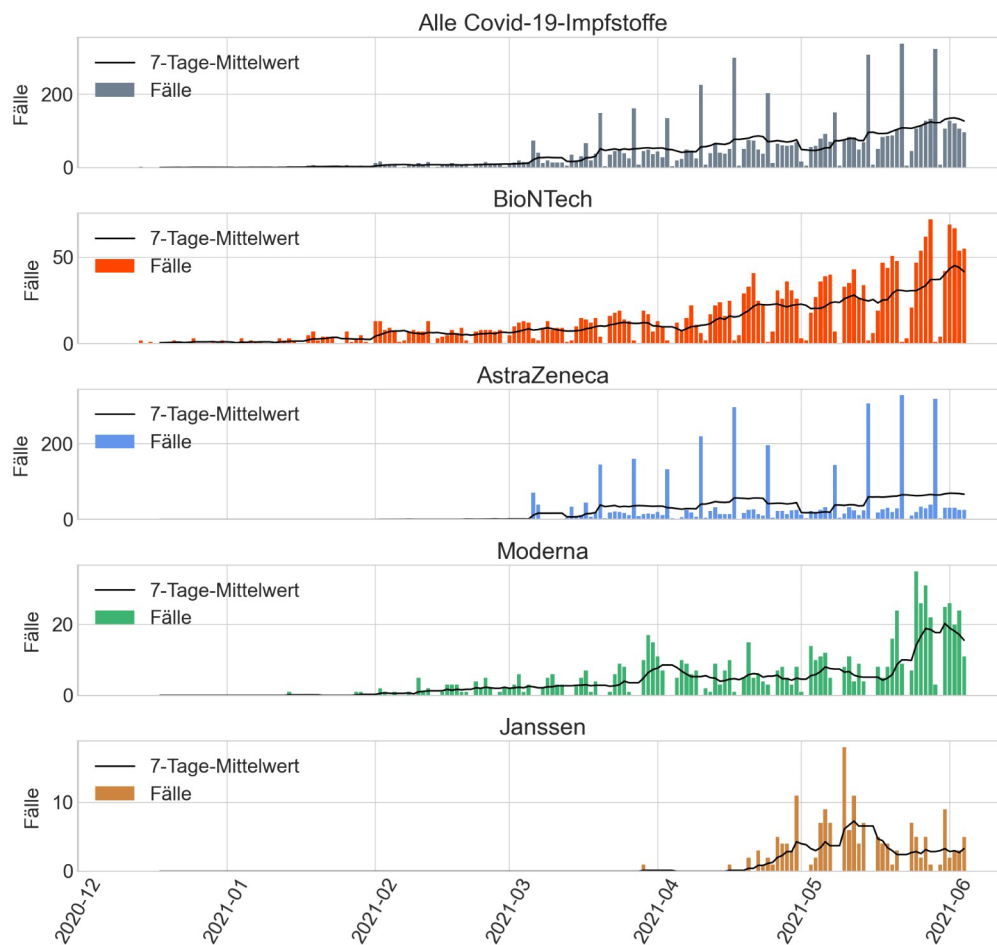 Alle Covid-19-Impfstoffe
Fälle
200
0
7-Tage-Mittelwert
Fälle
BioNTech
Fälle
50
0
7-Tage-Mittelwert
Fälle
AstraZeneca
Fälle
200
0
7-Tage-Mittelwert
Fälle
Moderna
Fälle
20
0
7-Tage-Mittelwert
Fälle
Janssen
Fälle
10
0
7-Tage-Mittelwert
Fälle
2020-12
2021-01
2021-02
2021-03
2021-04
2021-05
2021-06